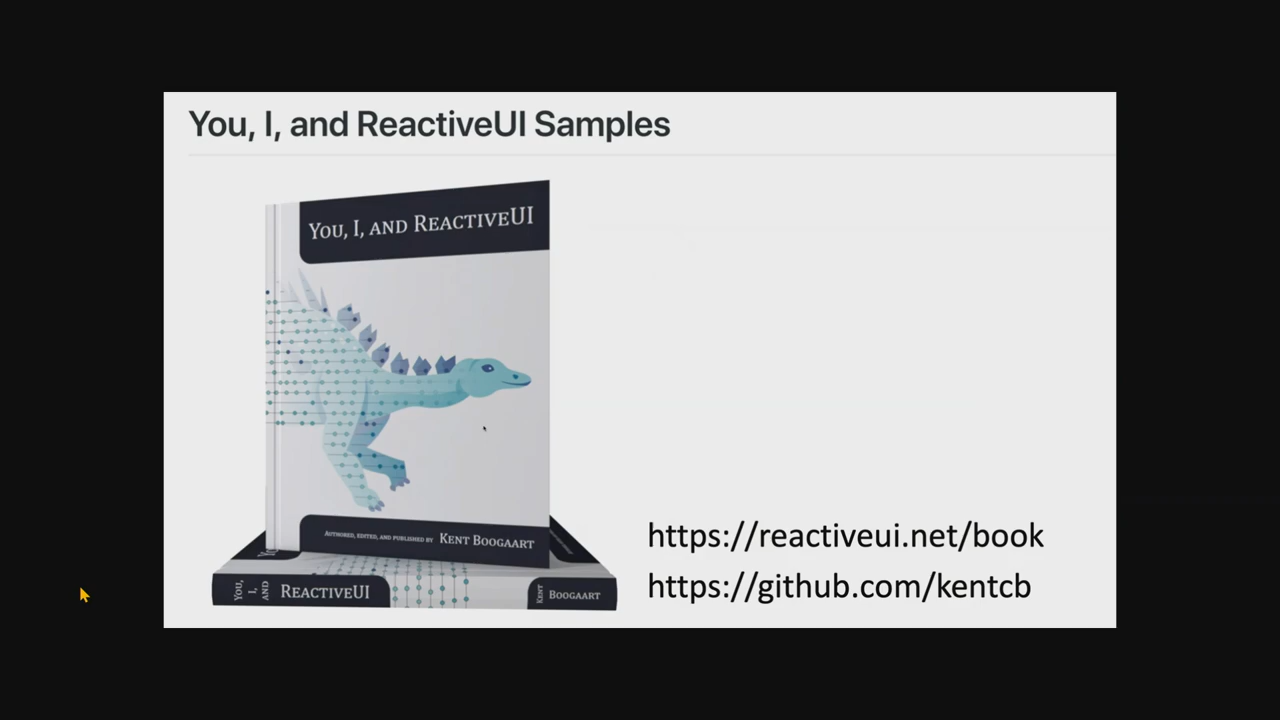 You, I, and ReactiveUI Samples
YOU, I, AND REACTIVEUI
AUTHORED, EDITED, AND PUBLISHED BY KENT BOOGAART
YOU, I, AND REACTIVEUI
KENT BOOGAART
https://reactiveui.net/book
https://github.com/kentcb